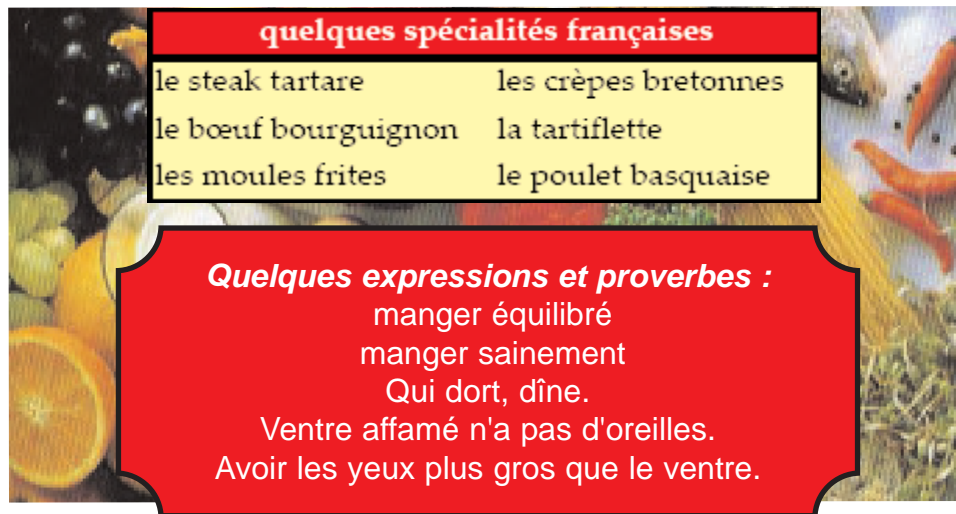 quelques spécialités françaises
le steak tartare les crèpes bretonnes
le bœuf bourguignon la tartiflette
les moules frites le poulet basquaise
Quelques expressions et proverbes :
manger équilibré
manger sainement
Qui dort, dîne.
Ventre affamé n'a pas d'oreilles.
Avoir les yeux plus gros que le ventre.